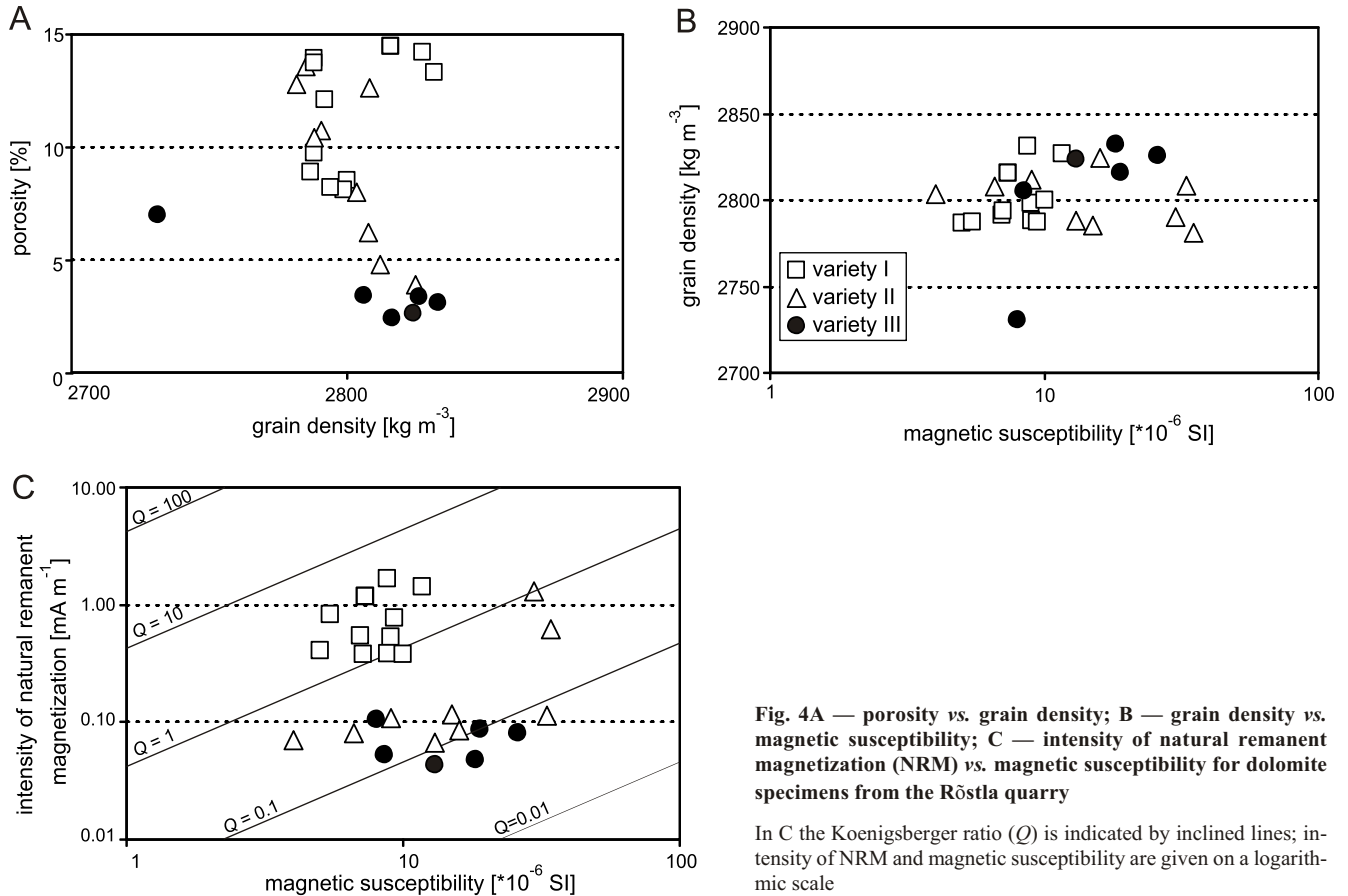 A
15
10
5
0
porosity [%]
2700 2800 2900
grain density [kg m-3]
B
2900
2850
2800
2750
2700
grain density [kg m-3]
variety I
variety II
variety III
1 10 100
magnetic susceptibility [*10-6 SI]
C
10.00
1.00
0.10
0.01
intensity of natural remanent
magnetization [mA m-1]
Q = 100
Q = 10
Q = 1
Q = 0.1
Q=0.01
1 10 100
magnetic susceptibility [*10-6 SI]
Fig. 4A — porosity vs. grain density; B — grain density vs.
magnetic susceptibility; C — intensity of natural remanent
magnetization (NRM) vs. magnetic susceptibility for dolomite
specimens from the Rõstla quarry
In C the Koenigsberger ratio (Q) is indicated by inclined lines; in-
tensity of NRM and magnetic susceptibility are given on a logarith-
mic scale